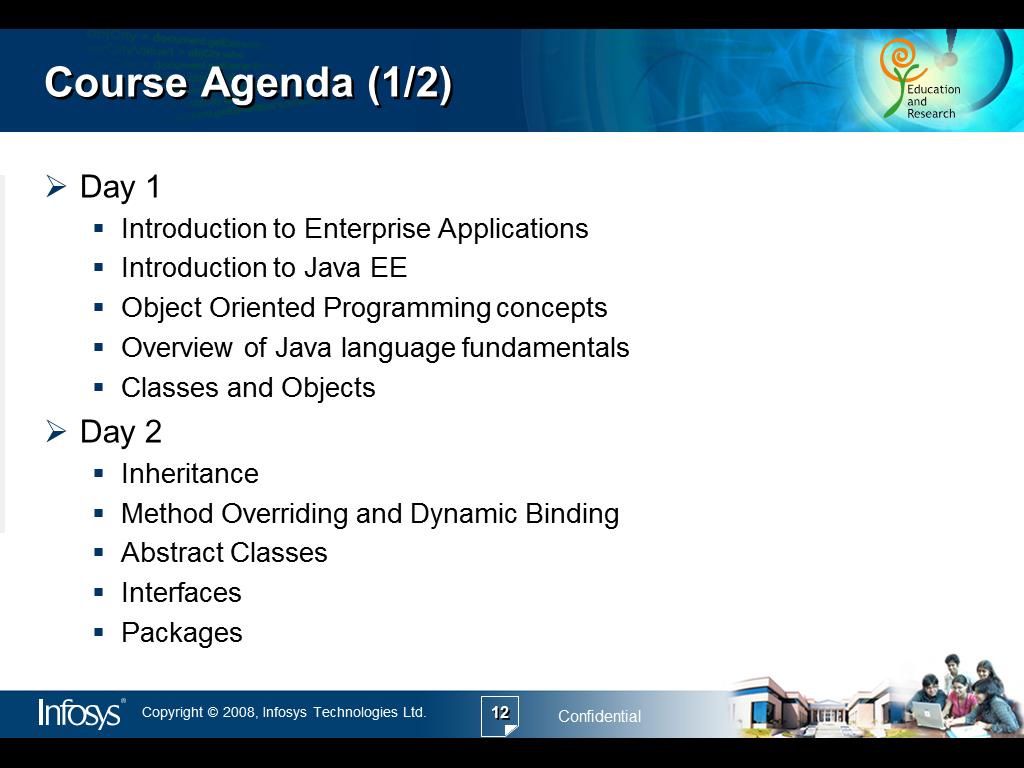 Course Agenda (1/2)
Education
and
Research
Day 1
Introduction to Enterprise Applications
Introduction to Java EE
Object Oriented Programming concepts
Overview of Java language fundamentals
Classes and Objects
Day 2
Inheritance
Method Overriding and Dynamic Binding
Abstract Classes
Interfaces
Packages
Infosys®
Copyright © 2008, Infosys Technologies Ltd.
12
Confidential